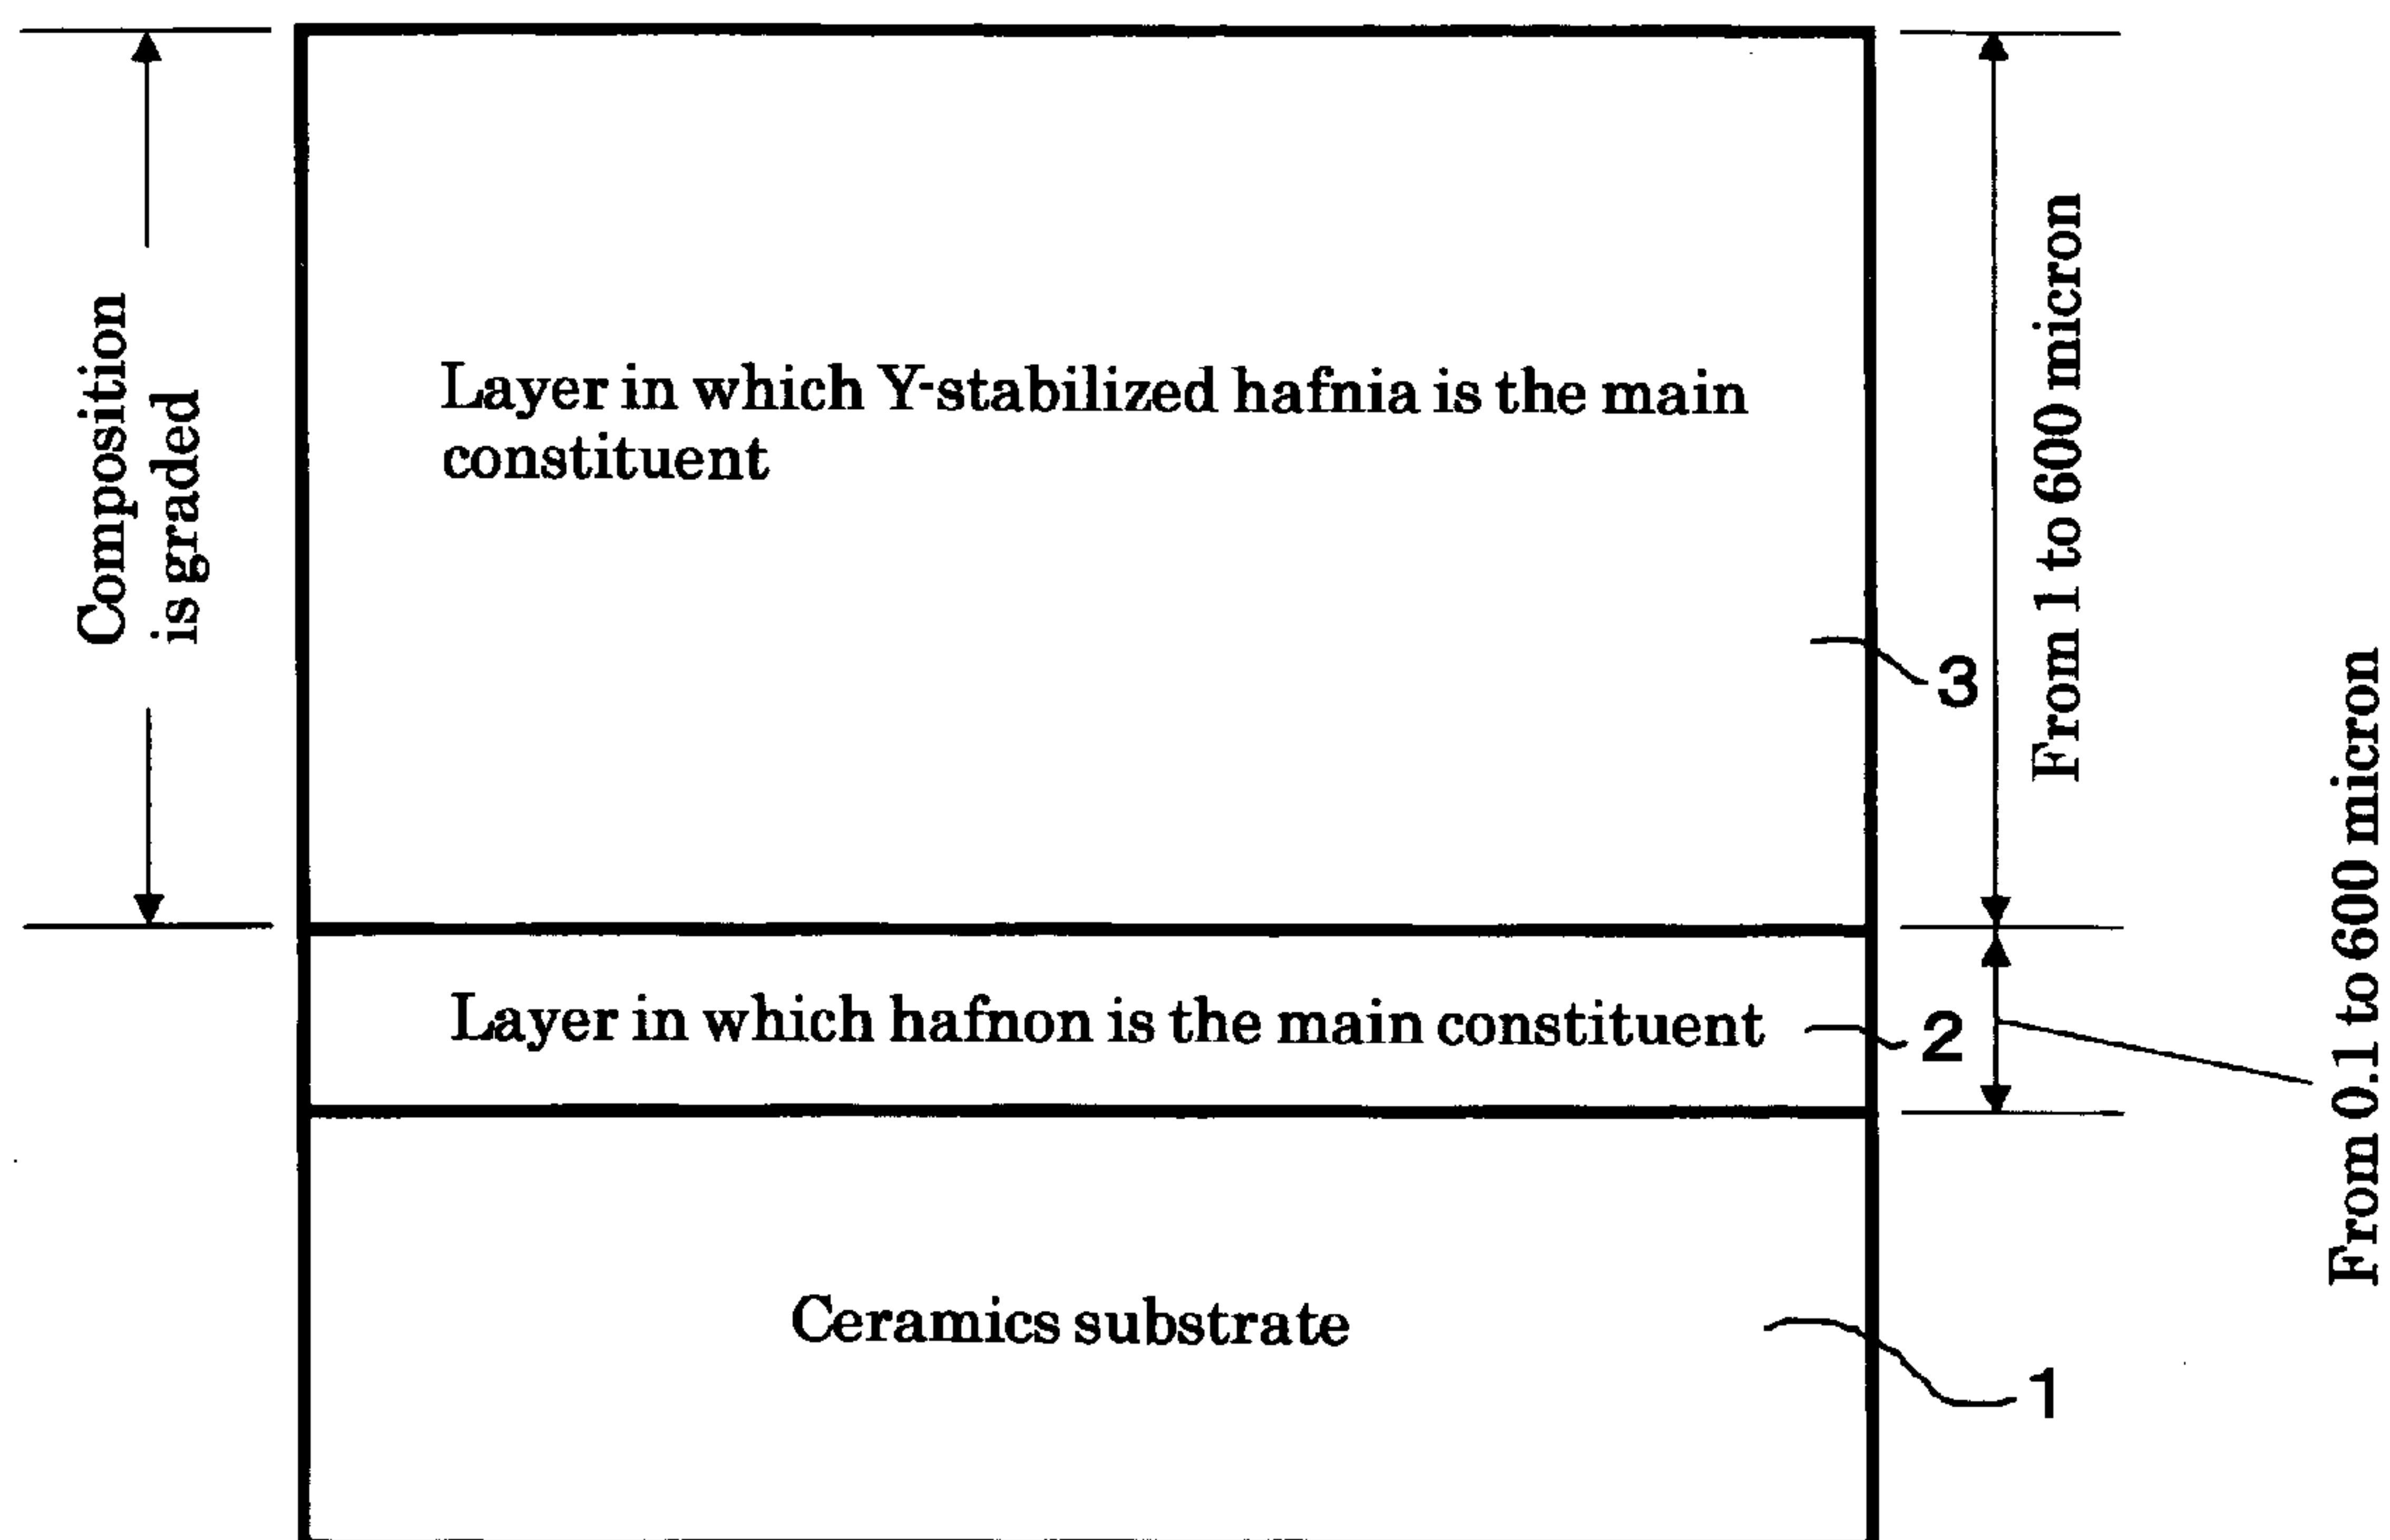 Composition
is graded
Layer in which Y-stabilized hafnia is the main
constituent
From 1 to 600 micron
3
Layer in which hafnon is the main constituent
2
From 0.1 to 600 micron
Ceramics substrate
1